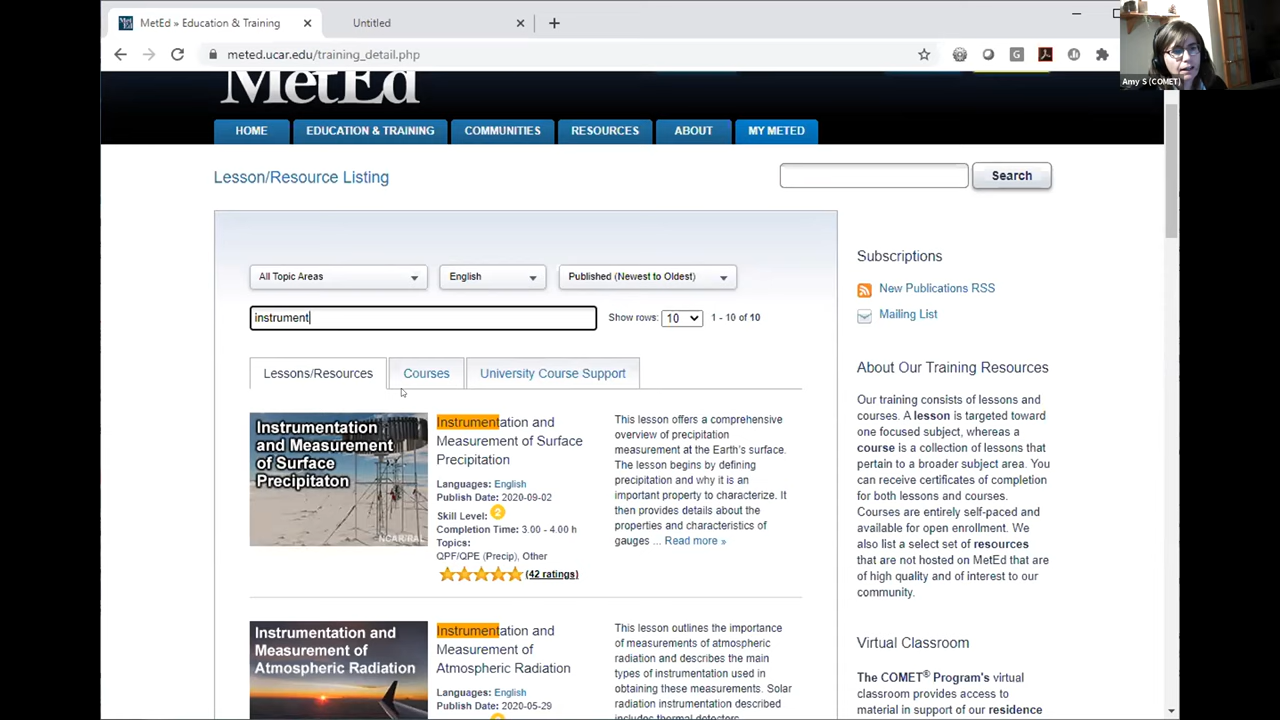 MetEd » Education & Training
Untitled
meted.ucar.edu/training_detail.php
Amy S (COMET)
MetEd
HOME
EDUCATION & TRAINING
COMMUNITIES
RESOURCES
ABOUT
MY METED
Lesson/Resource Listing
Search
All Topic Areas
English
Published (Newest to Oldest)
instrument
Show rows: 10 1 - 10 of 10
Lessons/Resources
Courses
University Course Support
Instrumentation
and Measurement
of Surface
Precipitaton
NCAR/RAL
Instrumentation and
Measurement of Surface
Precipitation
Languages: English
Publish Date: 2020-09-02
Skill Level: 2
Completion Time: 3.00 - 4.00 h
Topics:
QPF/QPE (Precip), Other
(42 ratings)
This lesson offers a comprehensive
overview of precipitation
measurement at the Earth's surface.
The lesson begins by defining
precipitation and why it is an
important property to characterize. It
then provides details about the
properties and characteristics of
gauges ... Read more »
Instrumentation and
Measurement of
Atmospheric Radiation
Instrumentation and
Measurement of
Atmospheric Radiation
Languages: English
Publish Date: 2020-05-29
This lesson outlines the importance
of measurements of atmospheric
radiation and describes the main
types of instrumentation used in
obtaining these measurements. Solar
radiation instrumentation described
includes thermal detectors
Subscriptions
New Publications RSS
Mailing List
About Our Training Resources
Our training consists of lessons and
courses. A lesson is targeted toward
one focused subject, whereas a
course is a collection of lessons that
pertain to a broader subject area. You
can receive certificates of completion
for both lessons and courses.
Courses are entirely self-paced and
available for open enrollment. We
also list a select set of resources
that are not hosted on MetEd that are
of high quality and of interest to our
community.
Virtual Classroom
The COMET® Program's virtual
classroom provides access to
material in support of our residence